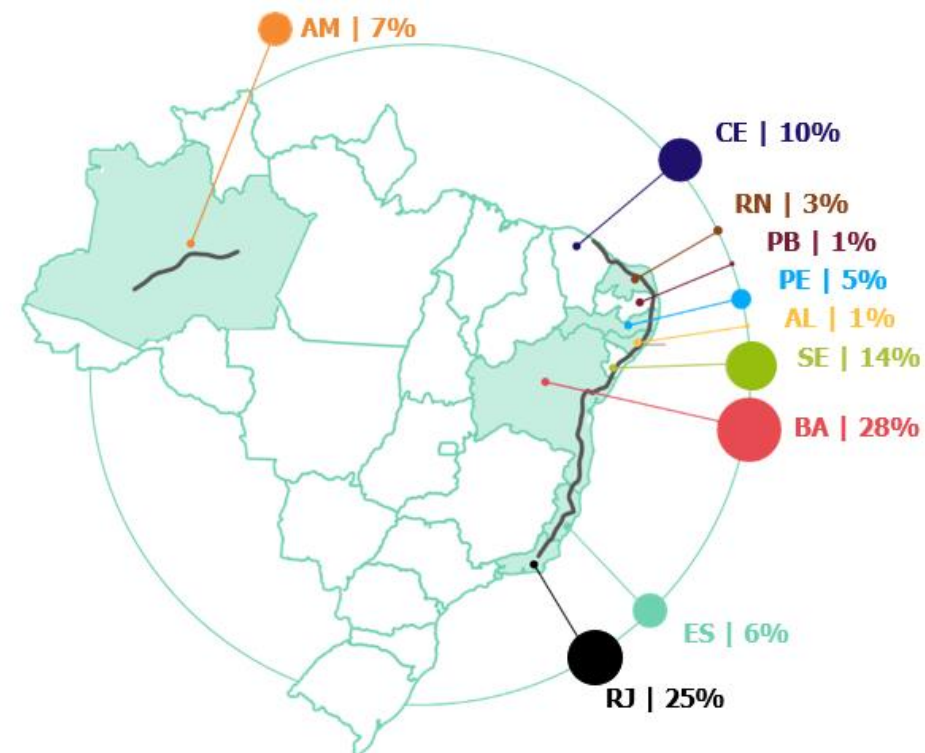 AM | 7%
CE | 10%
RN | 3%
PB | 1%
PE | 5%
AL | 1%
SE | 14%
BA | 28%
ES | 6%
RJ | 25%